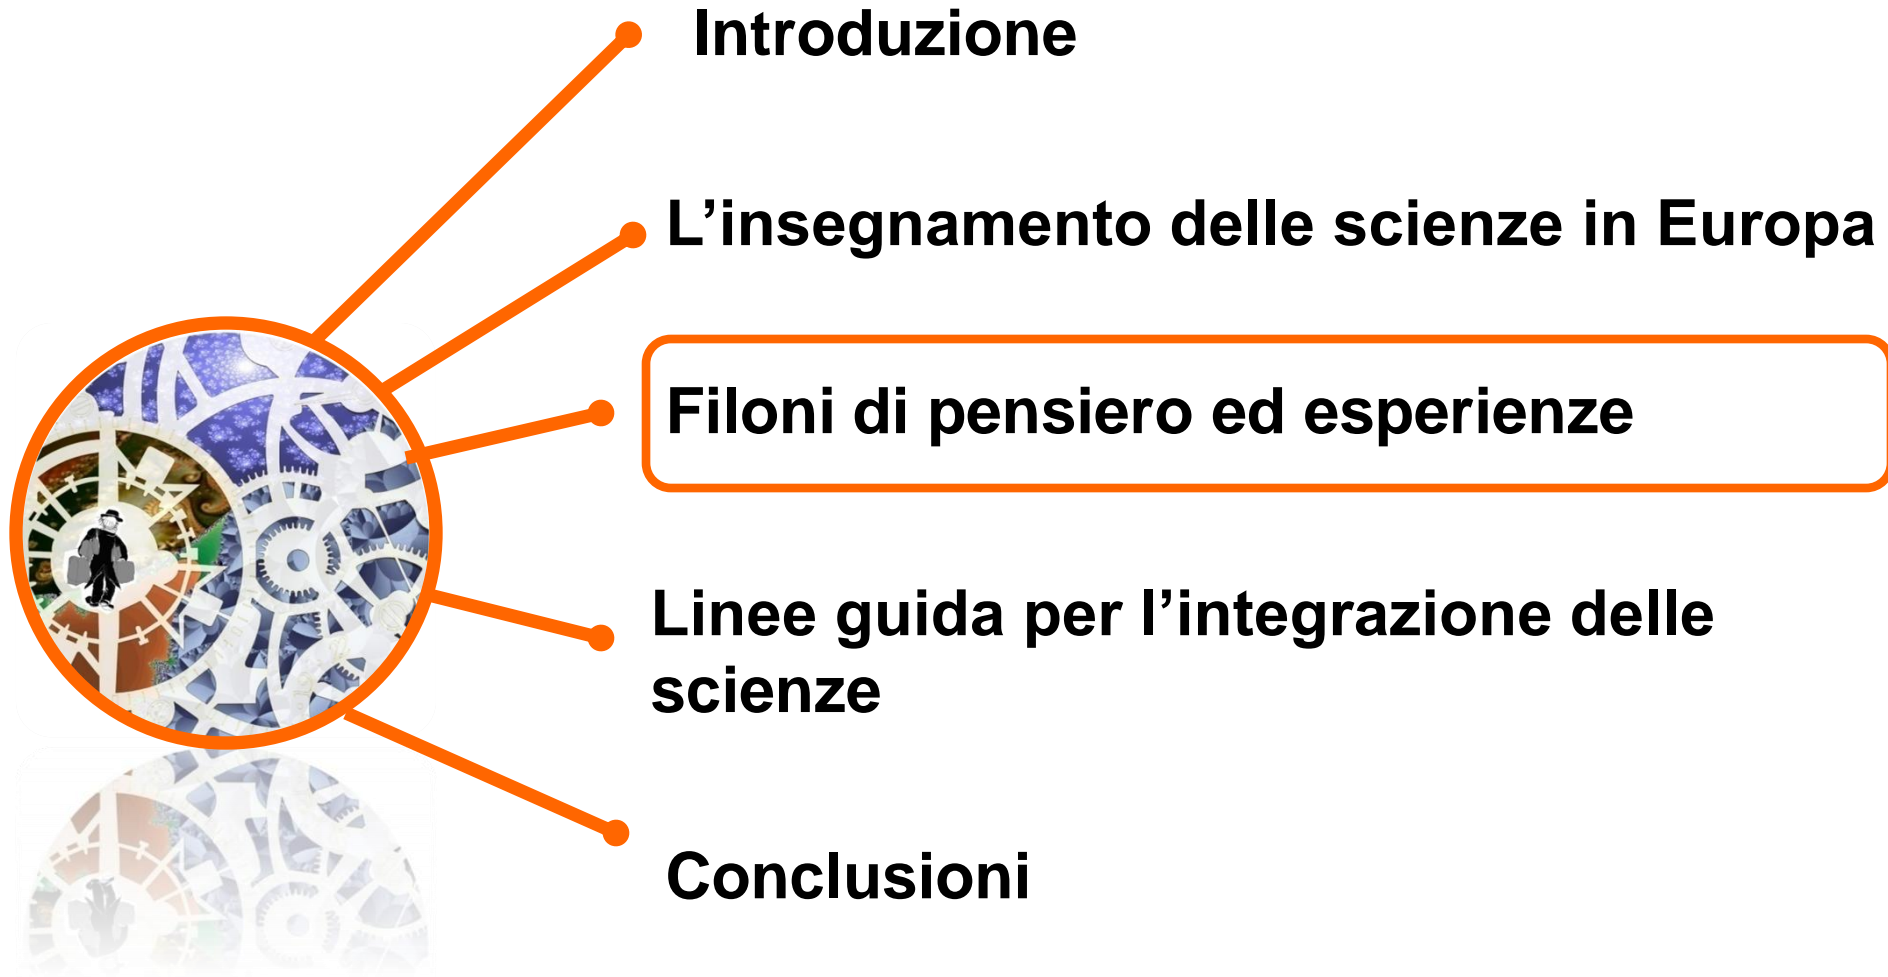 Introduzione
L’insegnamento delle scienze in Europa
Filoni di pensiero ed esperienze
Linee guida per l’integrazione delle
scienze
Conclusioni